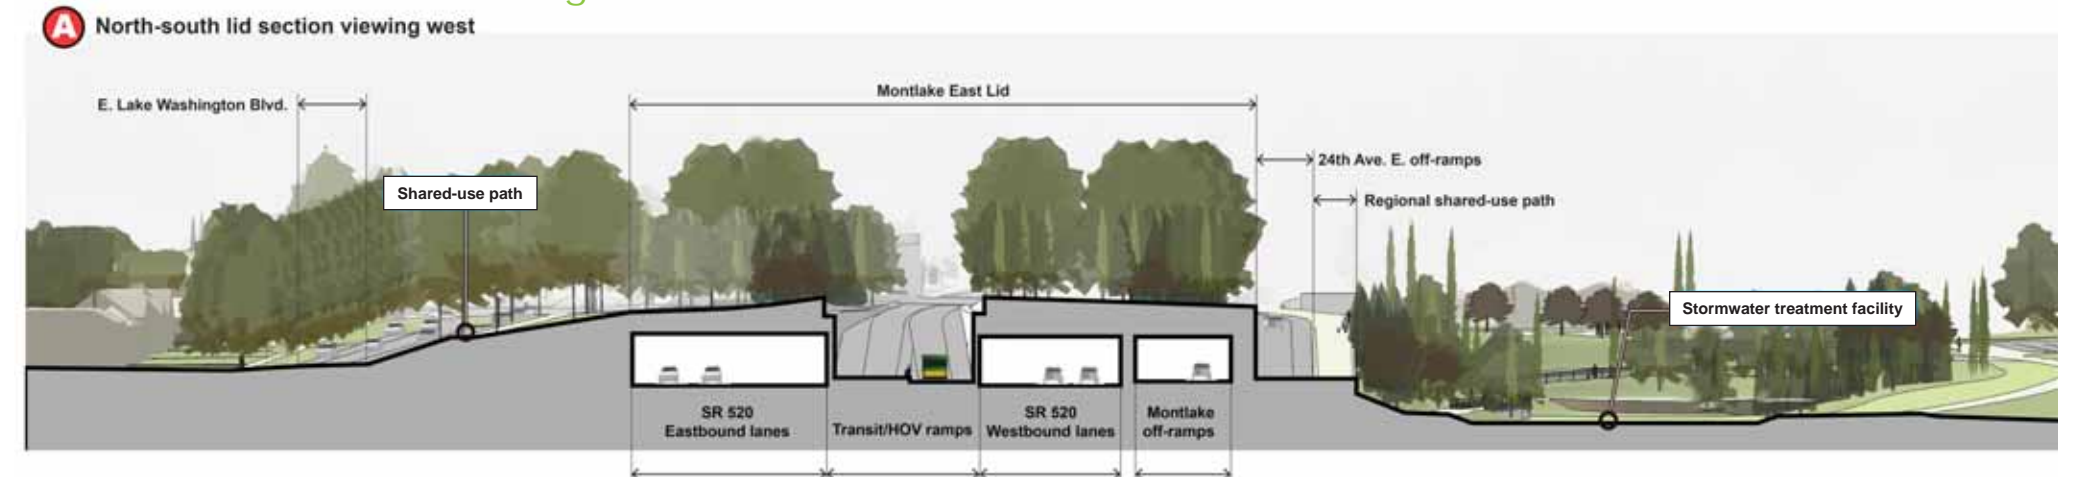 A North-south lid section viewing west
Montlake East Lid
E. Lake Washington Blvd.
24th Ave. E. off-ramps
Shared-use path
Regional shared-use path
Stormwater treatment facility
SR 520
Eastbound lanes
Transit/HOV ramps
SR 520
Westbound lanes
Montlake
off-ramps